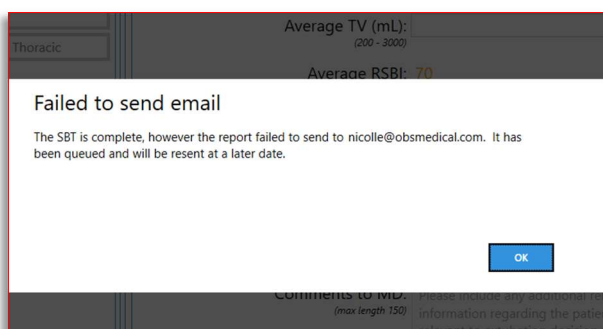 Average TV (mL):
(200 - 3000)
Thoracic
Average RSBI: 70
Failed to send email
The SBT is complete, however the report failed to send to nicolle@obsmedical.com. It has
been queued and will be resent at a later date.
OK
Comments to MD: Please include any additional
(max length 150) information regarding the